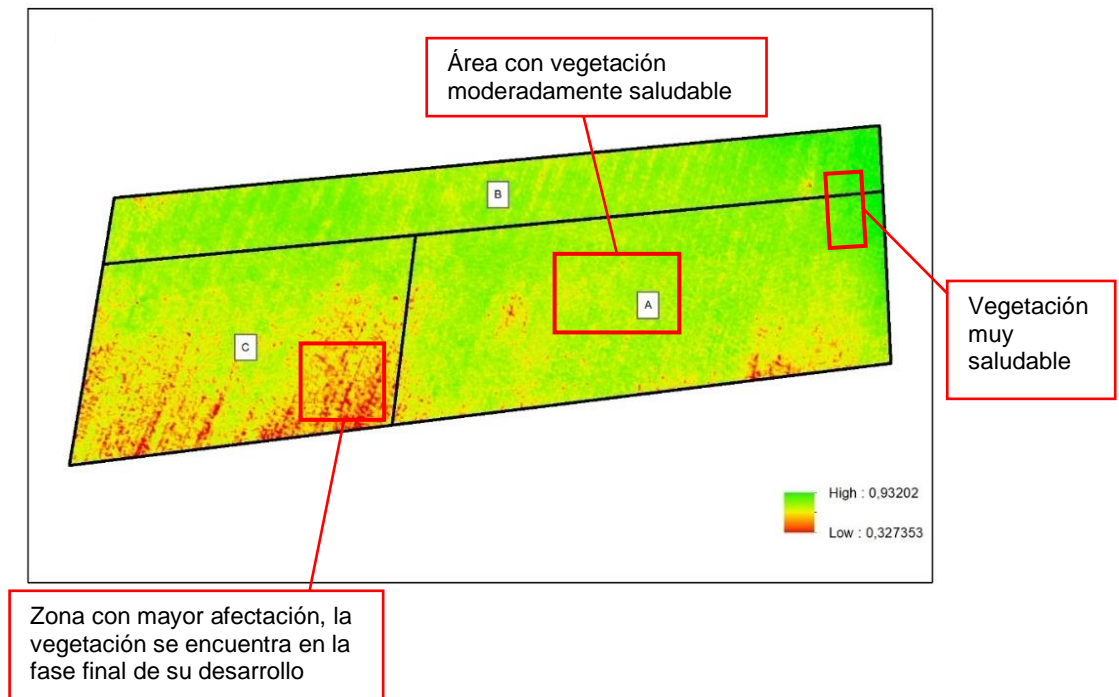 Área con vegetación
moderadamente saludable
B
A
C
Vegetación
muy
saludable
High : 0,93202
Low : 0,327353
Zona con mayor afectación, la
vegetación se encuentra en la
fase final de su desarrollo